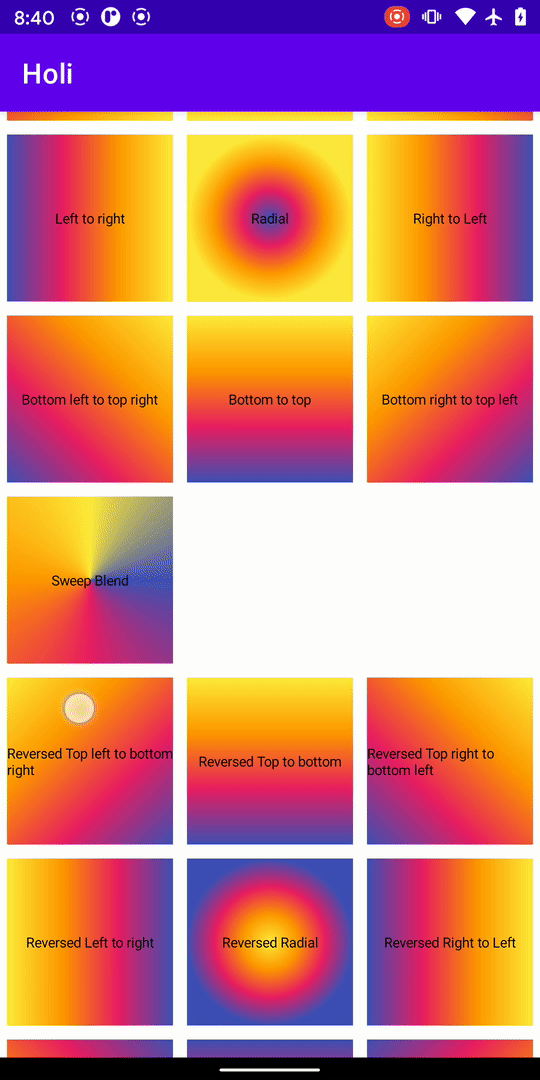 8:40
Holi
Left to right
Radial
Right to Left
Bottom left to top right
Bottom to top
Bottom right to top left
Sweep Blend
Reversed Top left to bottom
right
Reversed Top to bottom
Reversed Top right to
bottom left
Reversed Left to right
Reversed Radial
Reversed Right to Left